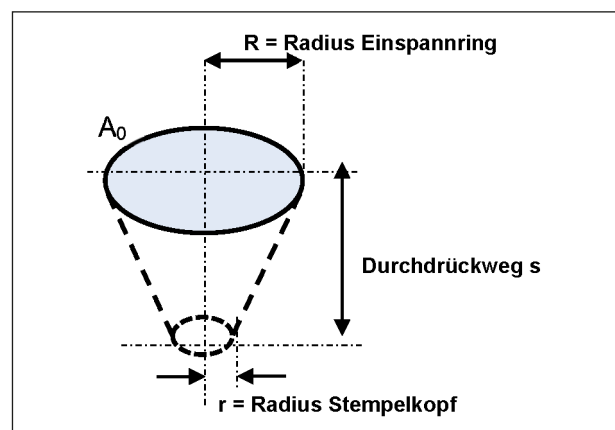 R = Radius Einspannring
A₀
Durchdrückweg s
r = Radius Stempelkopf